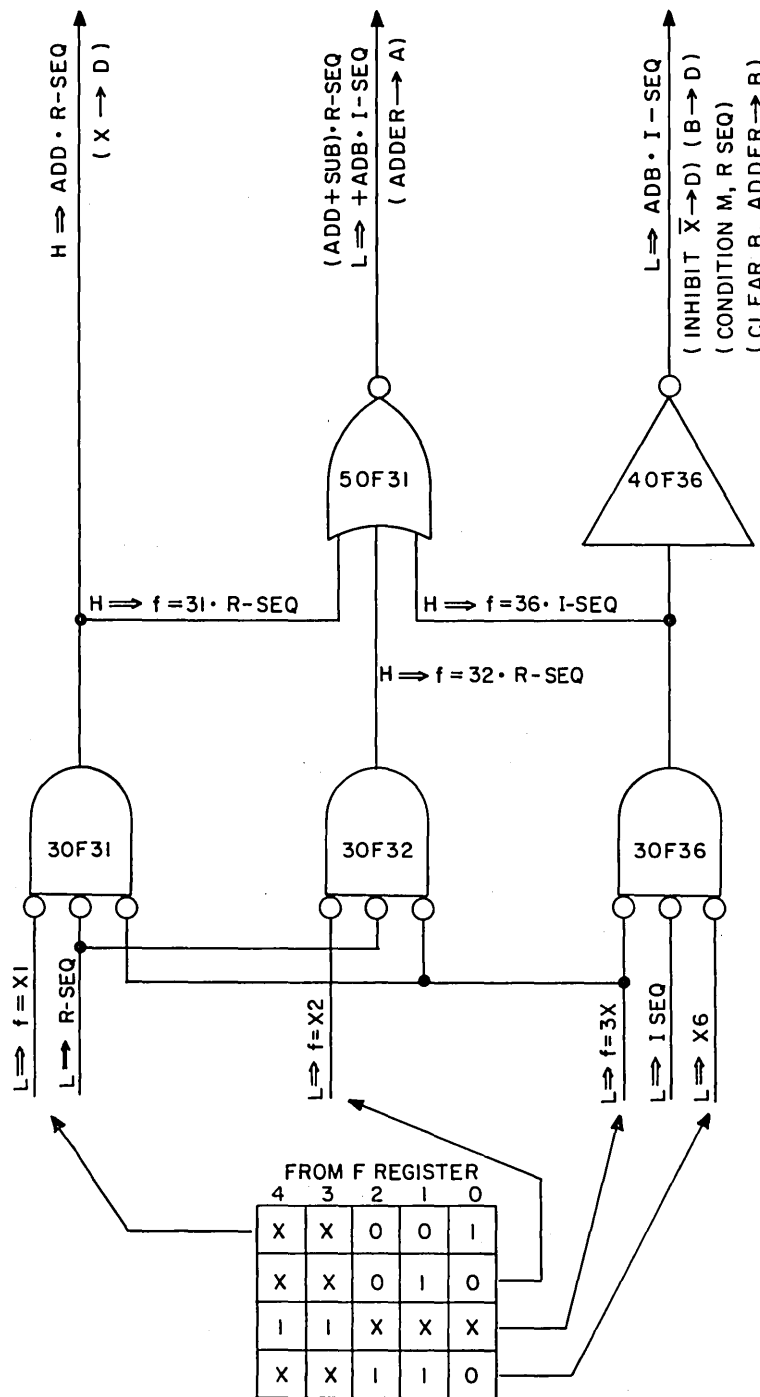 H ⟹ ADD • R-SEQ
(X → D)
(ADD+SUB)• R-SEQ
L⟹ +ADB• I-SEQ
(ADDER→ A)
L⟹ ADB• I-SEQ
(INHIBIT X̅→D) (B→D)
(CONDITION M, R SEQ)
(CLEAR B, ADDER→ B)
50F31
40F36
H ⟹ f=31• R-SEQ
H ⟹ f=36• I-SEQ
H ⟹ f=32• R-SEQ
30F31
30F32
30F36
L⟹ f=X1
L⟹ R-SEQ
L⟹ f=X2
L⟹ f=3X
L⟹ I SEQ
L⟹ X6
FROM F REGISTER
4 3 2 1 0
X X 0 0 1
X X 0 1 0
1 1 X X X
X X 1 1 0